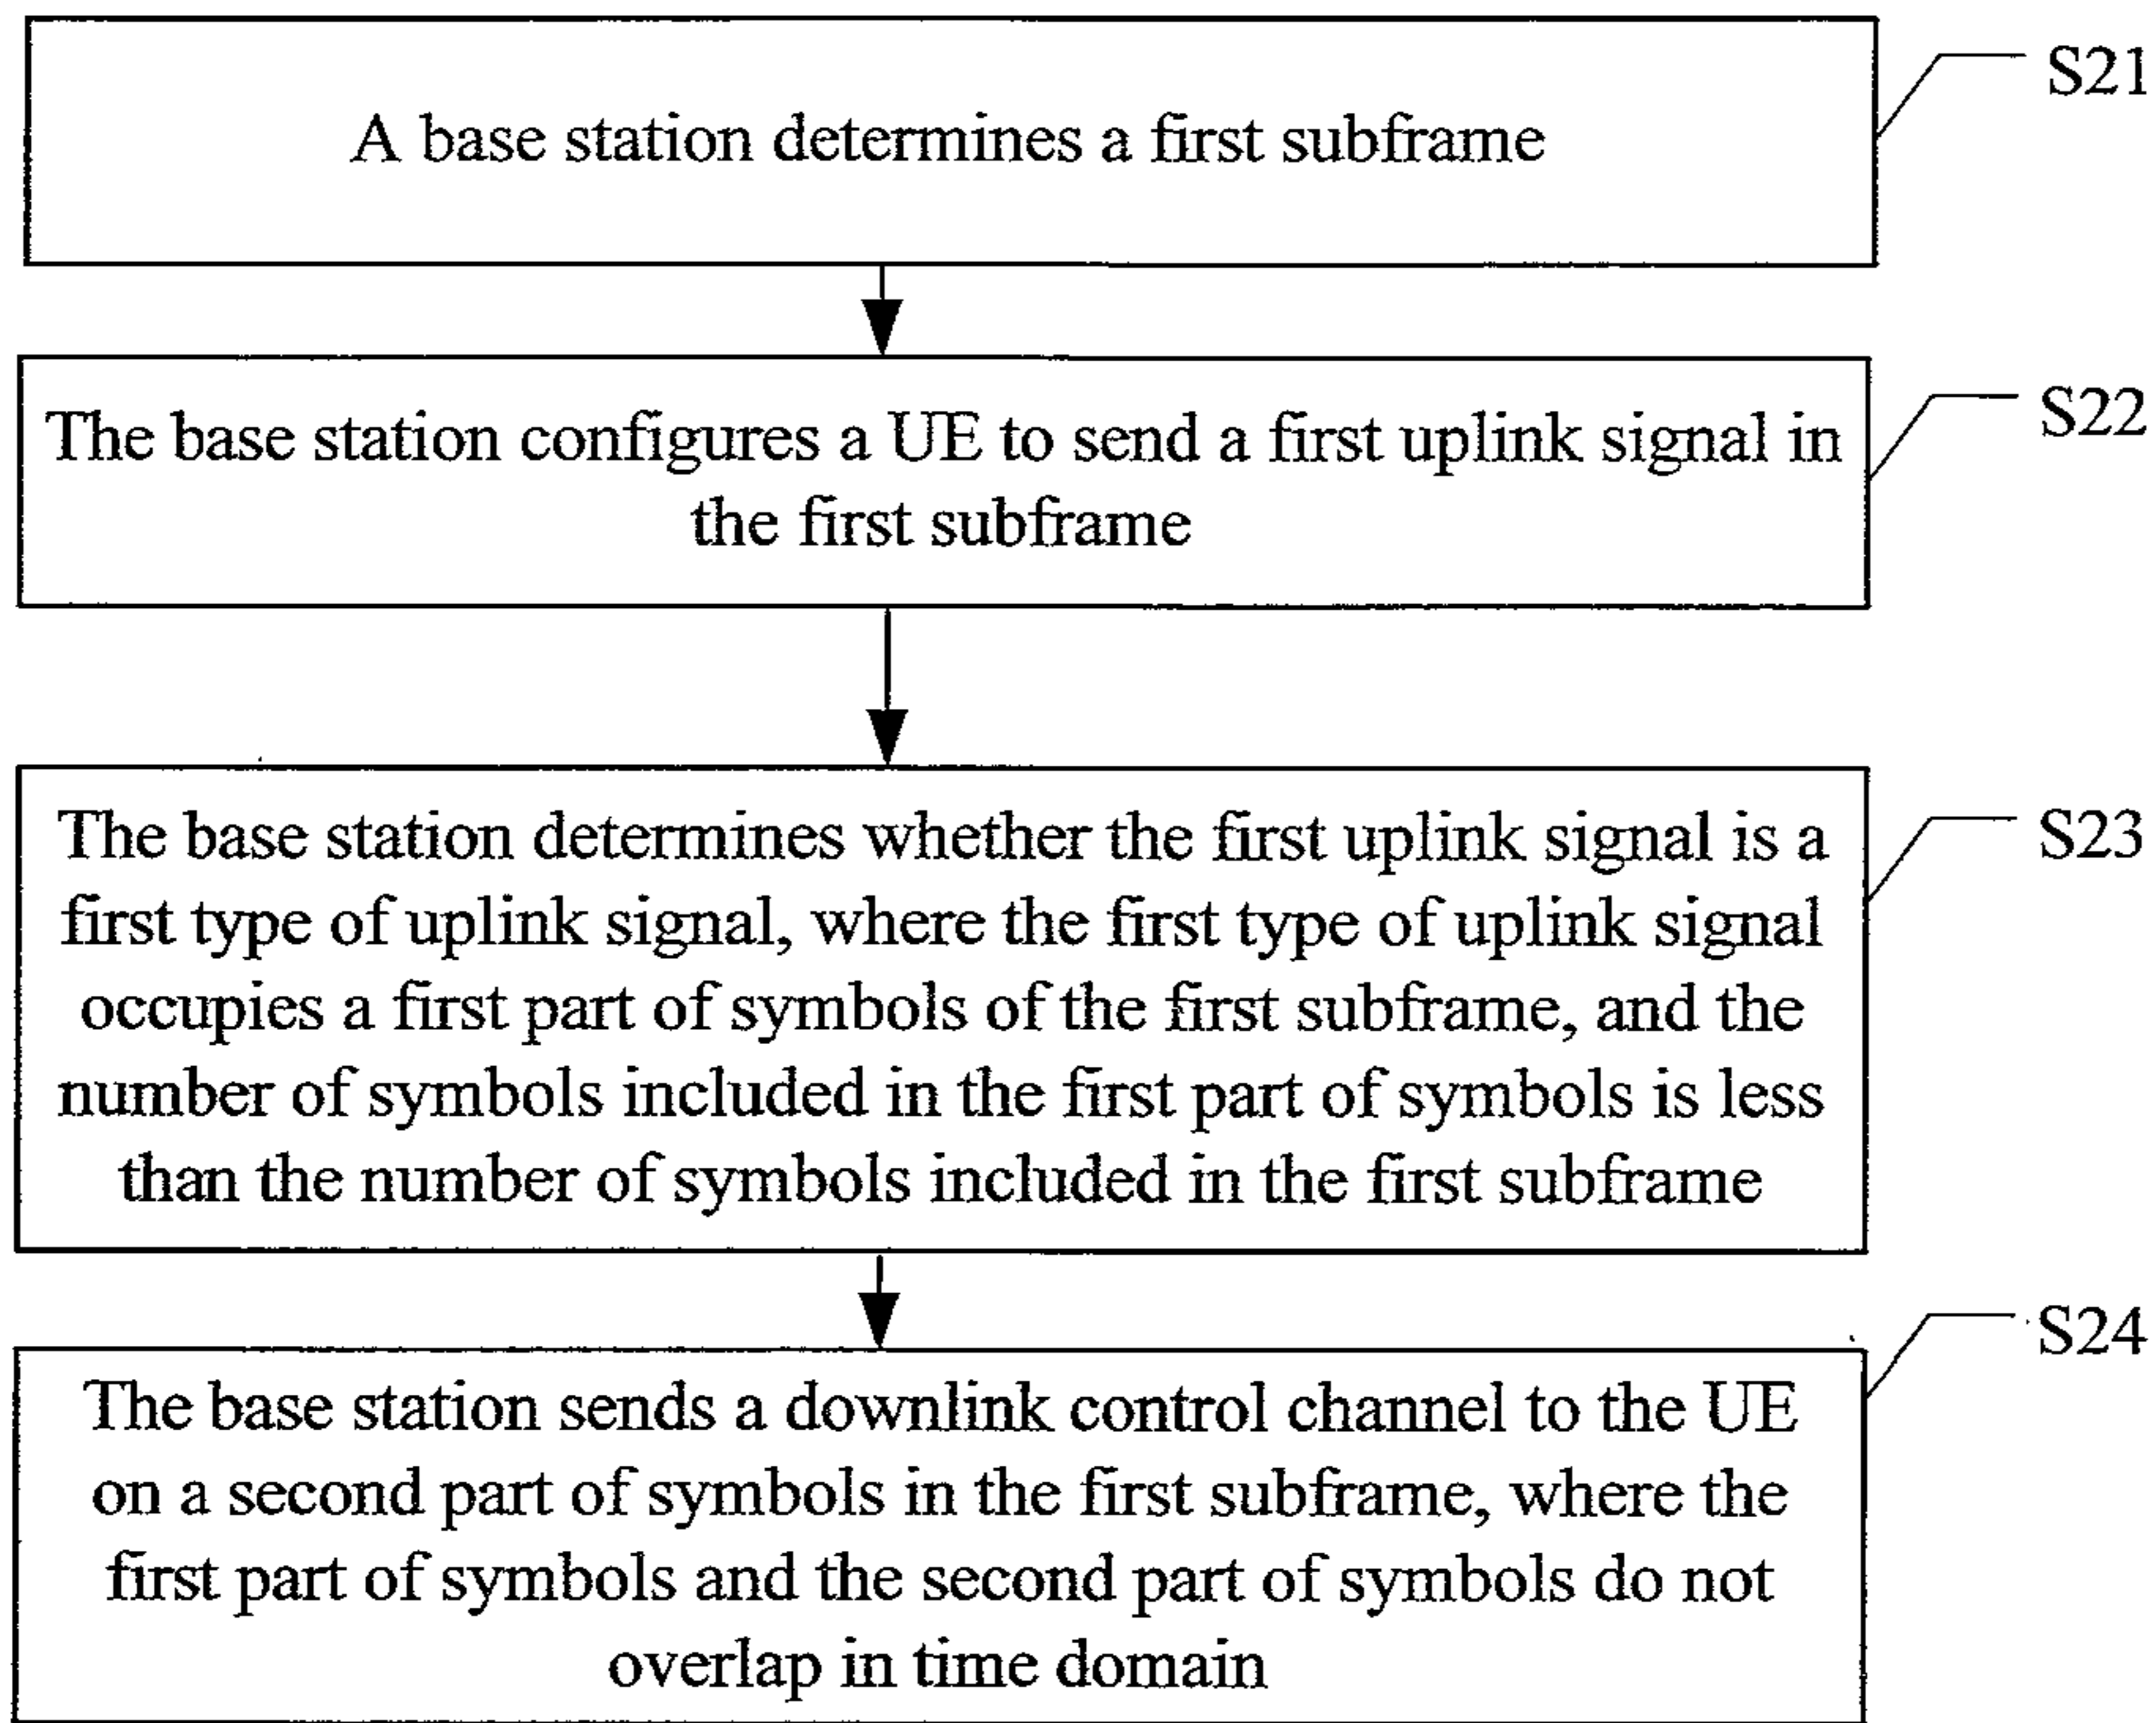 A base station determines a first subframe
S21
The base station configures a UE to send a first uplink signal in
the first subframe
S22
The base station determines whether the first uplink signal is a
first type of uplink signal, where the first type of uplink signal
occupies a first part of symbols of the first subframe, and the
number of symbols included in the first part of symbols is less
than the number of symbols included in the first subframe
S23
The base station sends a downlink control channel to the UE
on a second part of symbols in the first subframe, where the
first part of symbols and the second part of symbols do not
overlap in time domain
S24